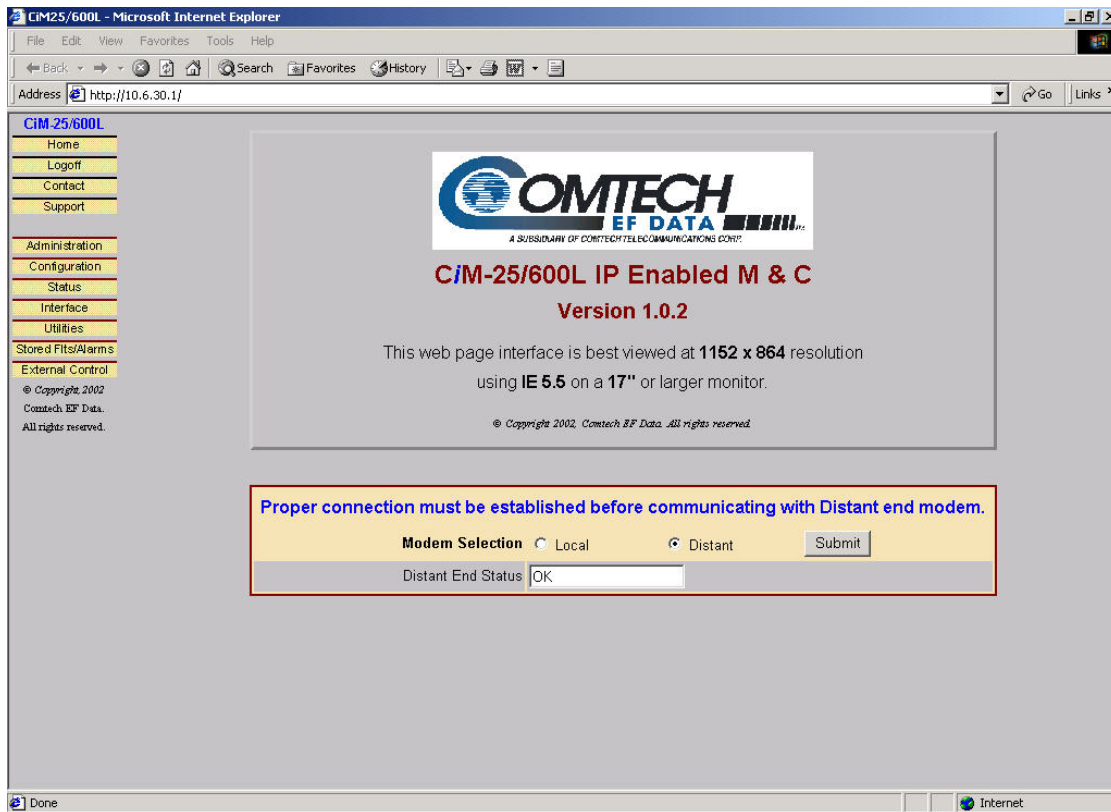 CiM25/600L - Microsoft Internet Explorer
File Edit View Favorites Tools Help
Back Search Favorites History
Address http://10.6.30.1/ Go Links
CiM-25/600L
Home
Logoff
Contact
Support
Administration
Configuration
Status
Interface
Utilities
Stored Flts/Alarms
External Control
© Copyright, 2002
Comtech EF Data.
All rights reserved.
COMTECH
EF DATA
A SUBSIDIARY OF COMTECH TELECOMMUNICATIONS CORP.
CiM-25/600L IP Enabled M & C
Version 1.0.2
This web page interface is best viewed at 1152 x 864 resolution
using IE 5.5 on a 17" or larger monitor.
© Copyright 2002, Comtech EF Data. All rights reserved
Proper connection must be established before communicating with Distant end modem.
Modem Selection Local Distant Submit
Distant End Status OK
Done Internet